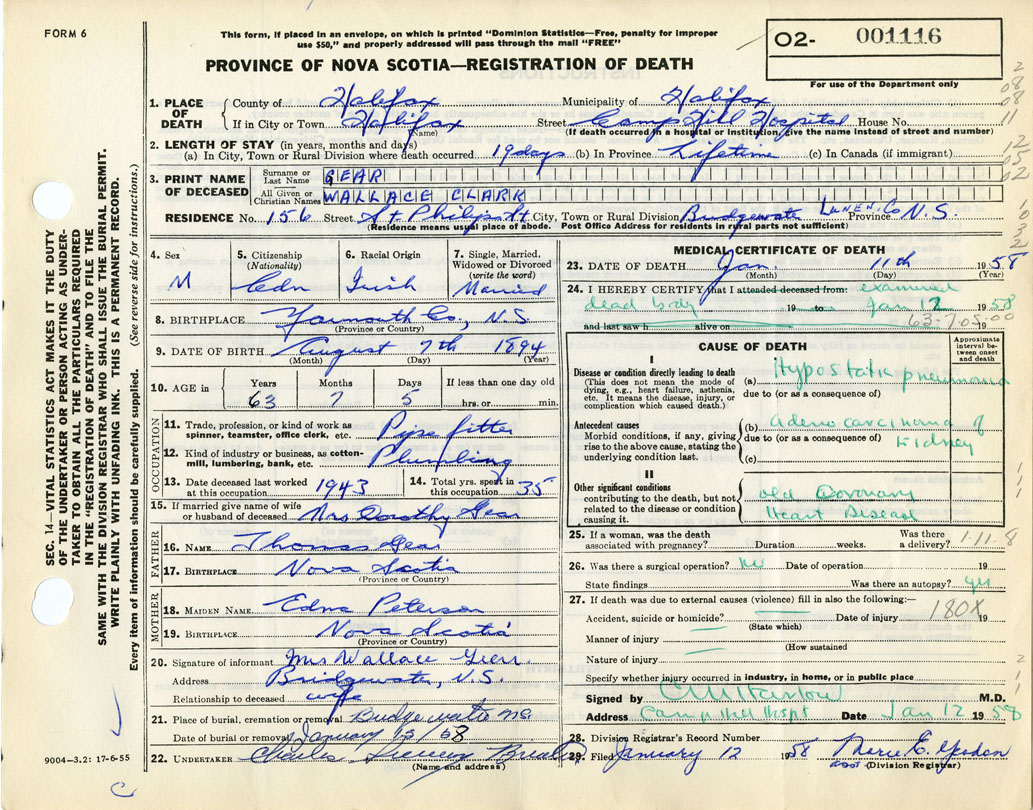 FORM 6
This form, if placed in an envelope, on which is printed "Dominion Statistics—Free, penalty for improper
use $50," and properly addressed will pass through the mail "FREE"
O2- 001116
PROVINCE OF NOVA SCOTIA—REGISTRATION OF DEATH
For use of the Department only
1. PLACE OF DEATH County of Halifax Municipality of Halifax
If in City or Town Halifax Street Camp Hill Hospital House No.
(Name) (If death occurred in a hospital or institution, give the name instead of street and number)
2. LENGTH OF STAY (in years, months and days)
(a) In City, Town or Rural Division where death occurred 19 days (b) In Province Lifetime (c) In Canada (if immigrant)
3. PRINT NAME OF DECEASED
Surname or Last Name GEAR
All Given or Christian Names WALLACE CLARK
RESIDENCE No. 156 Street St Philips St City, Town or Rural Division Bridgewater Lunen. Co Province N.S.
(Residence means usual place of abode. Post Office Address for residents in rural parts not sufficient)
4. Sex
M
5. Citizenship
(Nationality)
Cdn
6. Racial Origin
Irish
7. Single, Married,
Widowed or Divorced
(write the word)
Married
8. BIRTHPLACE Yarmouth Co, N.S
(Province or Country)
9. DATE OF BIRTH August 7th 1894
(Month) (Day) (Year)
10. AGE in Years Months Days If less than one day old
63 7 5 hrs. or min.
OCCUPATION
11. Trade, profession, or kind of work as
spinner, teamster, office clerk, etc. Pipe fitter
12. Kind of industry or business, as cotton-
mill, lumbering, bank, etc. Plumbing
13. Date deceased last worked
at this occupation 1943
14. Total yrs. spent in
this occupation 35
15. If married give name of wife
or husband of deceased Mrs Dorothy Gear
FATHER
16. NAME Thomas Gear
17. BIRTHPLACE Nova Scotia
(Province or Country)
MOTHER
18. MAIDEN NAME Edna Peterson
19. BIRTHPLACE Nova Scotia
(Province or Country)
20. Signature of informant Mrs Wallace Gear
Address Bridgewater, N.S.
Relationship to deceased wife
21. Place of burial, cremation or removal Bridgewater
Date of burial or removal January 15/58
22. UNDERTAKER
(Name and address)
MEDICAL CERTIFICATE OF DEATH
23. DATE OF DEATH Jan. 11th 1958
(Month) (Day) (Year)
24. I HEREBY CERTIFY that I attended deceased from: examined
dead body 19 to Jan 12 1958
and last saw h alive on 19
63-7-05-00
CAUSE OF DEATH
Approximate interval between onset and death
I
Disease or condition directly leading to death
(This does not mean the mode of dying, e.g., heart failure, asthenia, etc. It means the disease, injury, or complication which caused death.)
(a) Hypostatic pneumonia
due to (or as a consequence of)
Antecedent causes
Morbid conditions, if any, giving rise to the above cause, stating the underlying condition last.
(b) Adenocarcinoma of
due to (or as a consequence of) Kidney
(c)
II
Other significant conditions
contributing to the death, but not related to the disease or condition causing it.
old Coronary
Heart Disease
25. If a woman, was the death
associated with pregnancy? Duration weeks. Was there a delivery?
1-11-8
26. Was there a surgical operation? No Date of operation 19
State findings Was there an autopsy? yes
27. If death was due to external causes (violence) fill in also the following:—
Accident, suicide or homicide? Date of injury 19
180X
(State which)
Manner of injury
(How sustained
Nature of injury
Specify whether injury occurred in industry, in home, or in public place
Signed by M.D.
Address Camp Hill Hospt Date Jan 12 1958
28. Division Registrar's Record Number
29. Filed January 12 1958
(Division Registrar)
SEC. 14—VITAL STATISTICS ACT MAKES IT THE DUTY
OF THE UNDERTAKER OR PERSON ACTING AS UNDER-
TAKER TO OBTAIN ALL THE PARTICULARS REQUIRED
IN THE "REGISTRATION OF DEATH" AND TO FILE THE
SAME WITH THE DIVISION REGISTRAR WHO SHALL ISSUE THE BURIAL PERMIT.
WRITE PLAINLY WITH UNFADING INK. THIS IS A PERMANENT RECORD.
Every item of information should be carefully supplied. (See reverse side for instructions.)
9004—3.2: 17-6-55